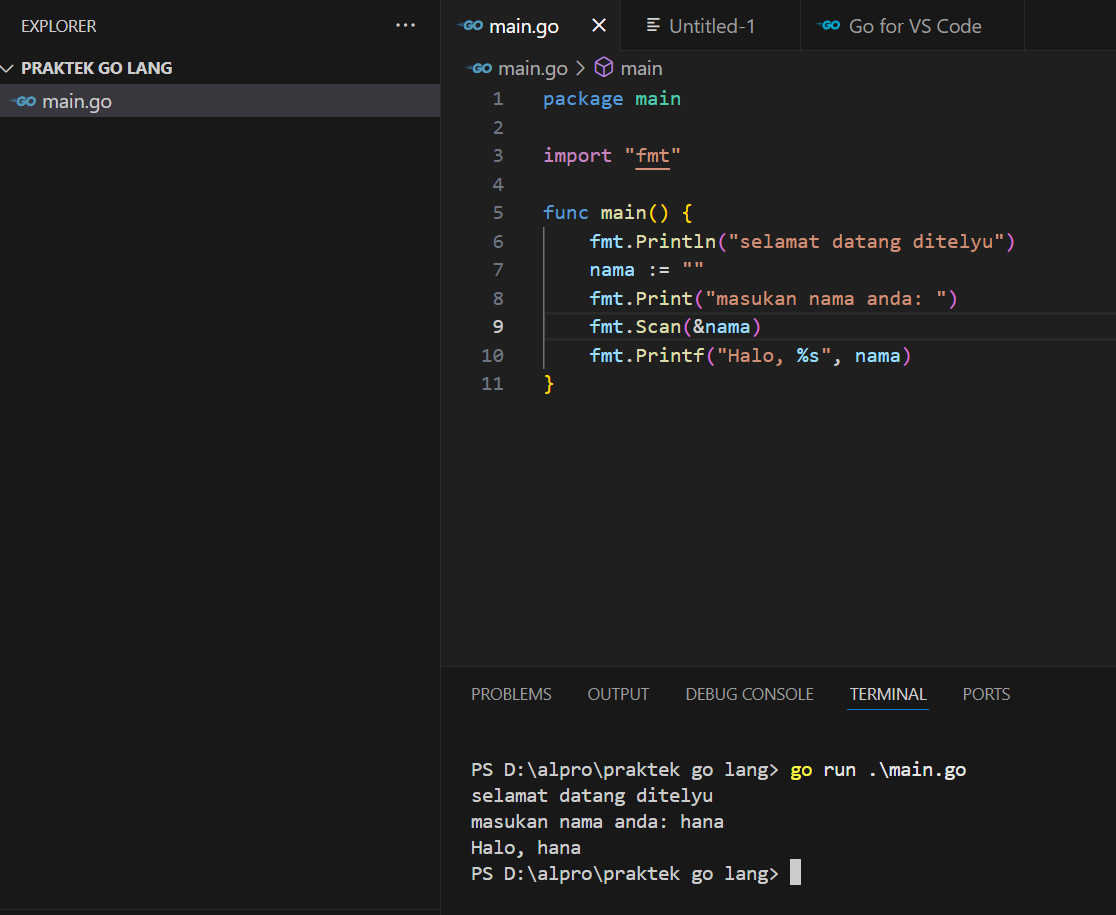 EXPLORER ...
PRAKTEK GO LANG
GO main.go
GO main.go × Untitled-1 GO Go for VS Code
GO main.go > main
1 package main
2
3 import "fmt"
4
5 func main() {
6     fmt.Println("selamat datang ditelyu")
7     nama := ""
8     fmt.Print("masukan nama anda: ")
9     fmt.Scan(&nama)
10     fmt.Printf("Halo, %s", nama)
11 }
PROBLEMS OUTPUT DEBUG CONSOLE TERMINAL PORTS
PS D:\alpro\praktek go lang> go run .\main.go
selamat datang ditelyu
masukan nama anda: hana
Halo, hana
PS D:\alpro\praktek go lang>